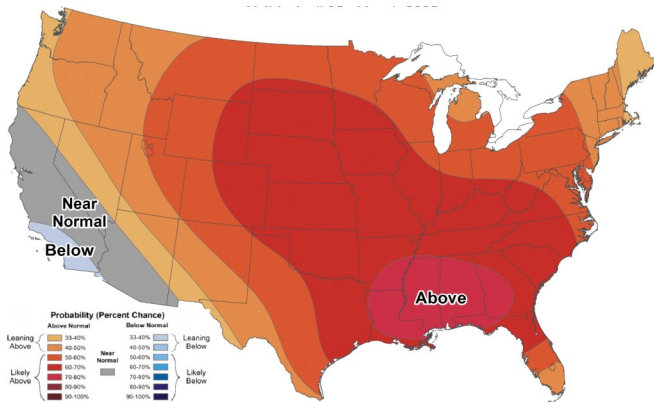 Near
Normal
Below
Above
Probability (Percent Chance)
Above Normal
Below Normal
Leaning
Above
33-40%
40-50%
Likely
Above
50-60%
60-70%
70-80%
80-90%
90-100%
Near
Normal
33-40%
40-50%
Leaning
Below
50-60%
60-70%
70-80%
80-90%
90-100%
Likely
Below